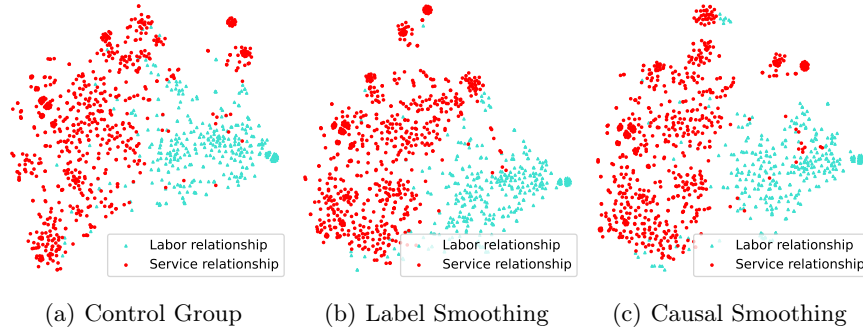 Labor relationship
Service relationship
Labor relationship
Service relationship
Labor relationship
Service relationship
(a) Control Group
(b) Label Smoothing
(c) Causal Smoothing